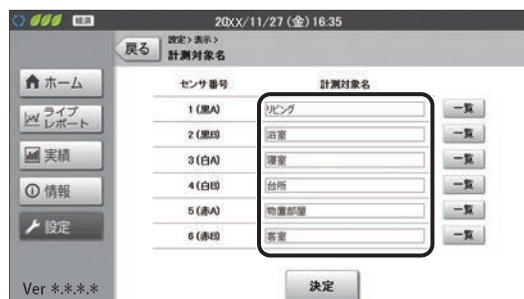 経済
20XX/11/27(金)16:35
戻る
設定>表示>
計測対象名
ホーム
ライブ
レポート
実績
情報
設定
Ver *.*.*.*
センサ番号 計測対象名
1(黒A) リビング 一覧
2(黒B) 浴室 一覧
3(白A) 寝室 一覧
4(白B) 台所 一覧
5(赤A) 物置部屋 一覧
6(赤B) 客室 一覧
決定